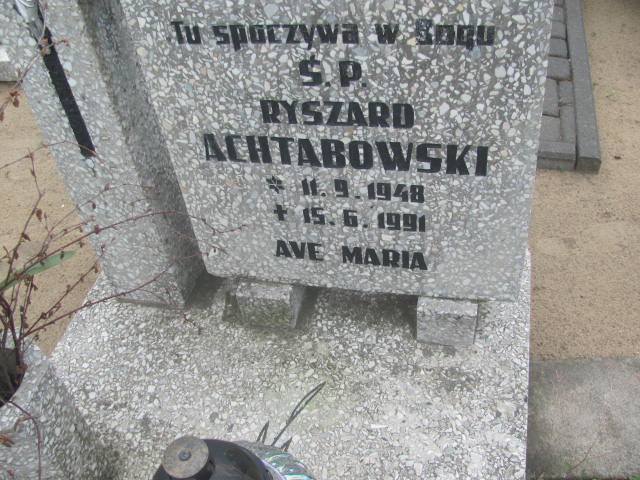 Tu spoczywa w Bogu
Ś.P.
RYSZARD
ACHTABOWSKI
* 11.9.1948
+ 15.6.1991
AVE MARIA